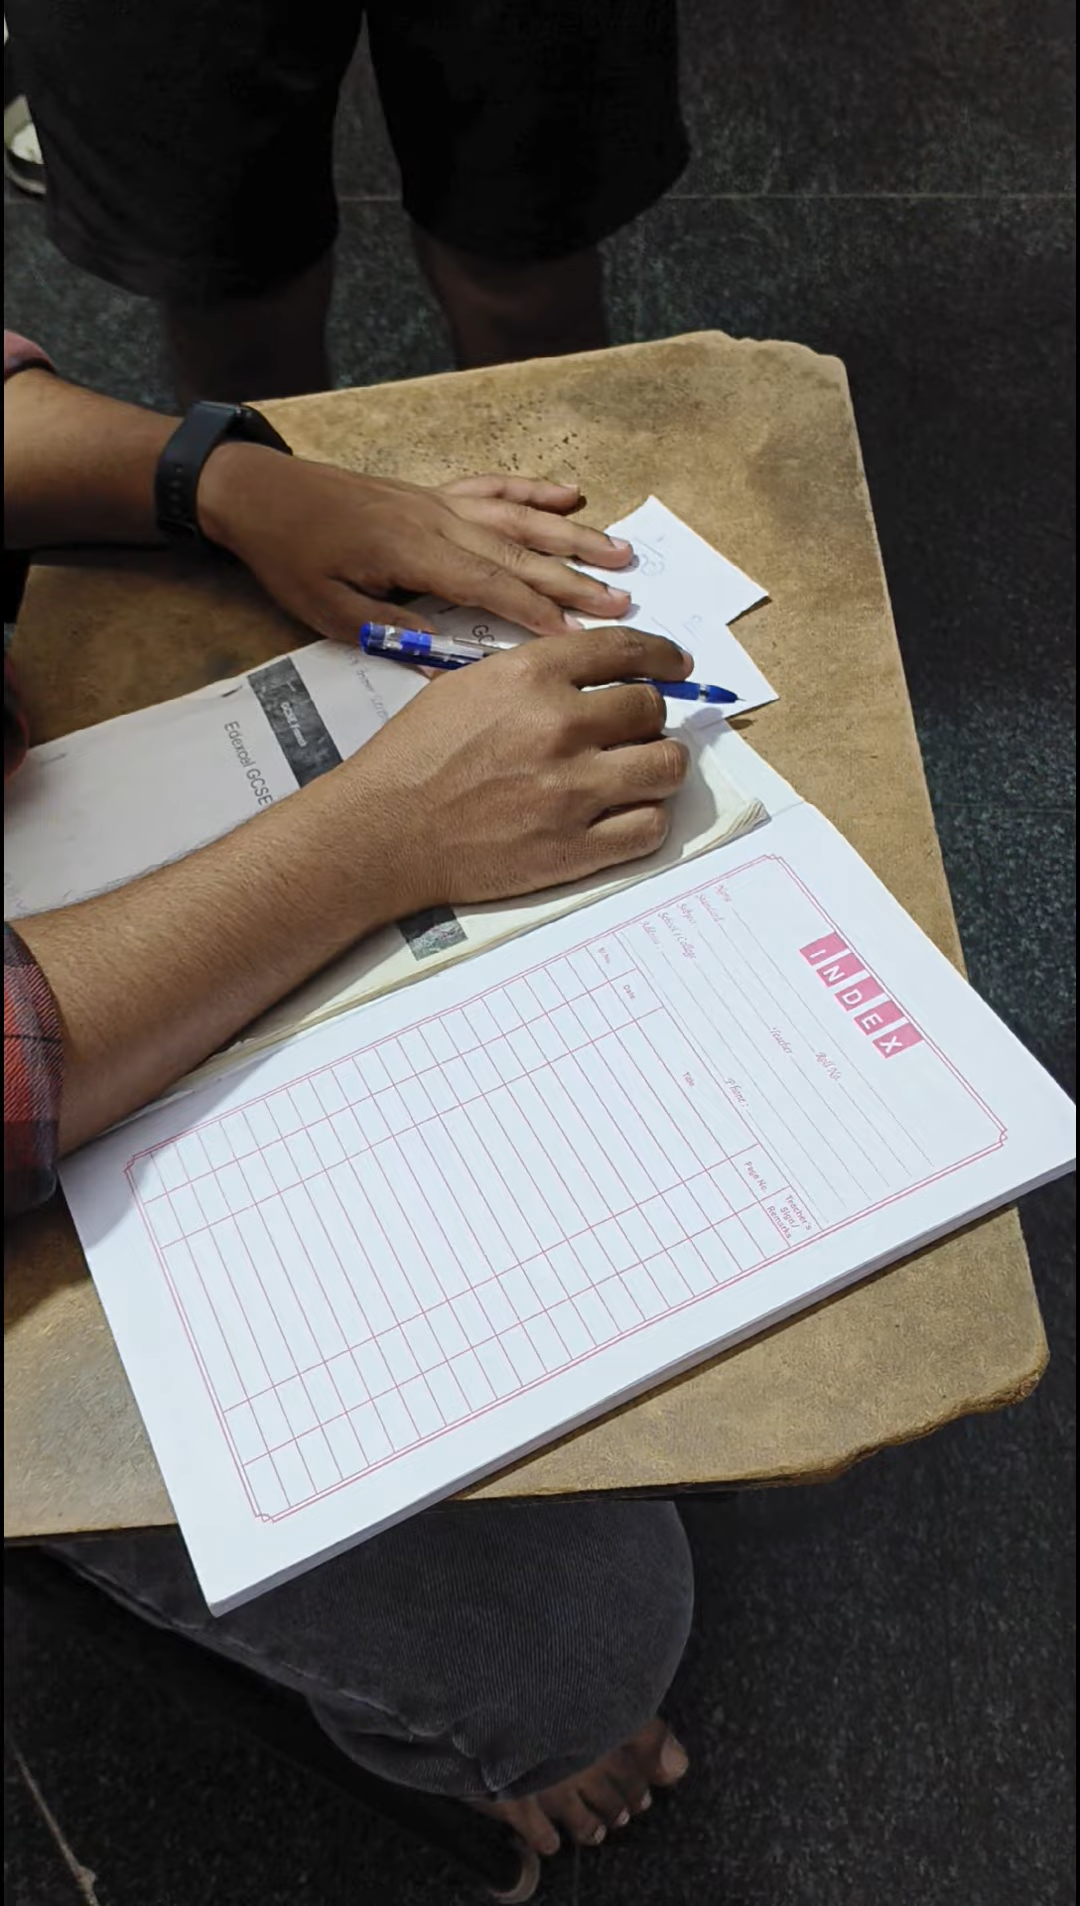 INDEX
Name
Standard
Roll No.
Subject
Teacher
School / College
Address
Phone :
Sl.No.
Date
Title
Page No.
Teacher's
Sign /
Remarks
Edexcel GCSE
GC